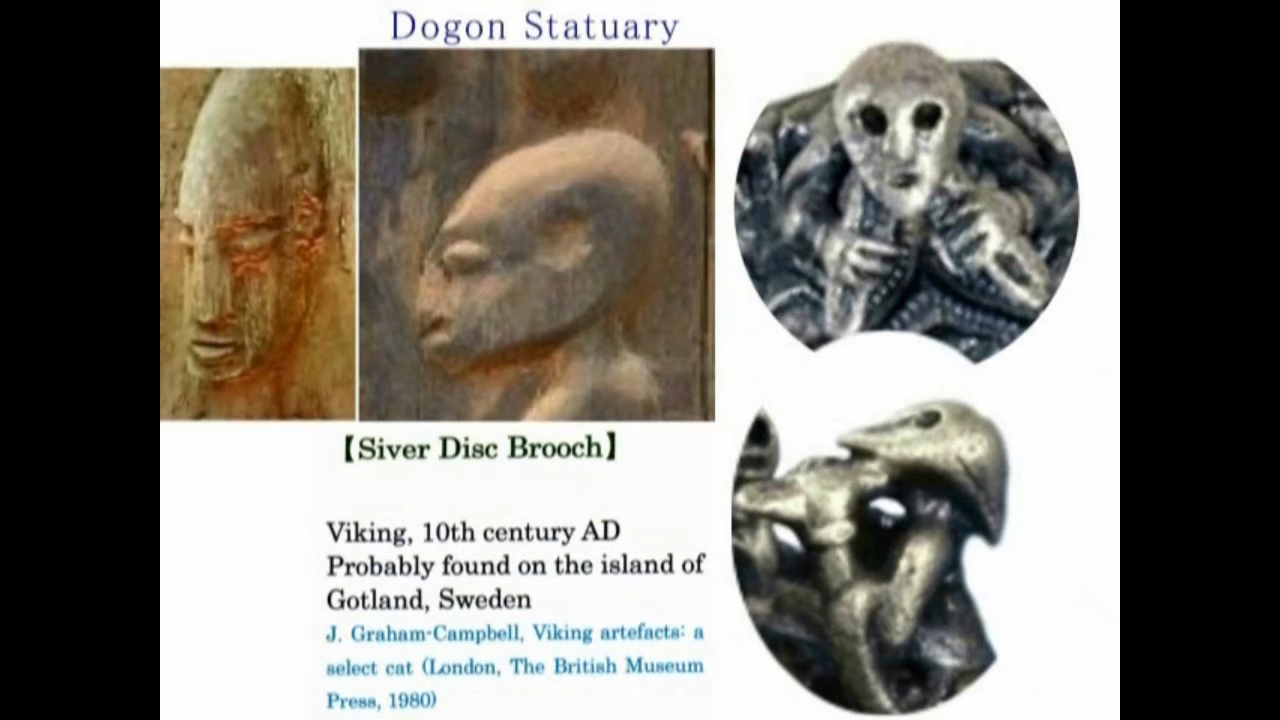 Dogon Statuary
【Siver Disc Brooch】
Viking, 10th century AD
Probably found on the island of
Gotland, Sweden
J. Graham-Campbell, Viking artefacts: a
select cat (London, The British Museum
Press, 1980)